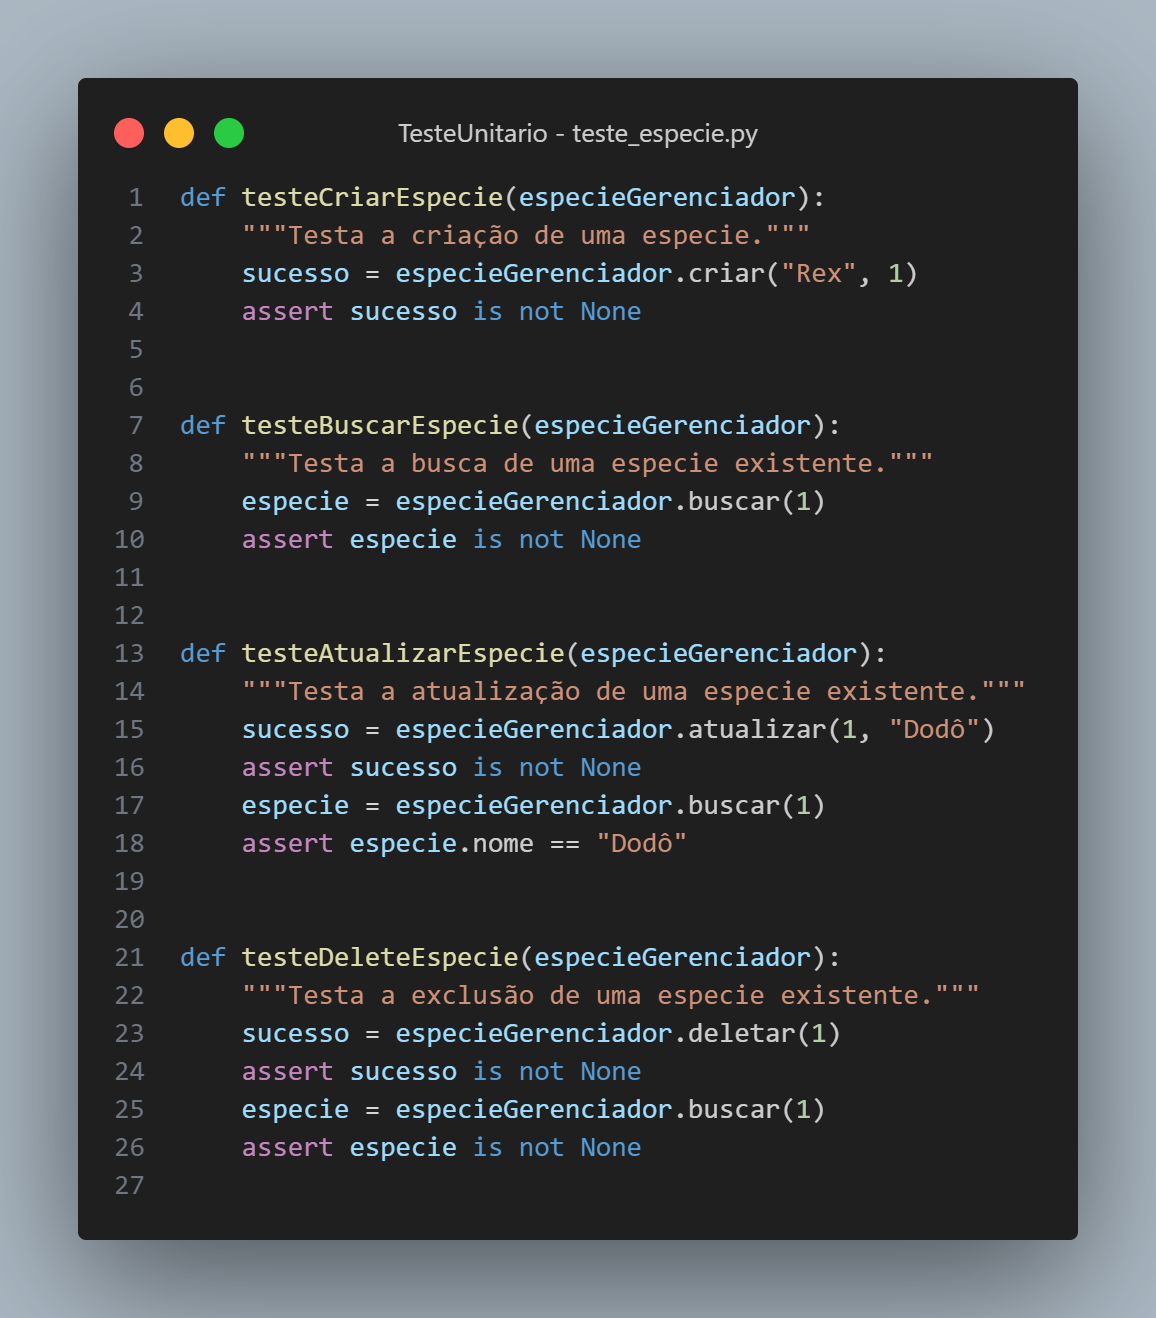 TesteUnitario - teste_especie.py
1 def testeCriarEspecie(especieGerenciador):
2     """Testa a criação de uma especie."""
3     sucesso = especieGerenciador.criar("Rex", 1)
4     assert sucesso is not None
5
6
7 def testeBuscarEspecie(especieGerenciador):
8     """Testa a busca de uma especie existente."""
9     especie = especieGerenciador.buscar(1)
10     assert especie is not None
11
12
13 def testeAtualizarEspecie(especieGerenciador):
14     """Testa a atualização de uma especie existente."""
15     sucesso = especieGerenciador.atualizar(1, "Dodô")
16     assert sucesso is not None
17     especie = especieGerenciador.buscar(1)
18     assert especie.nome == "Dodô"
19
20
21 def testeDeleteEspecie(especieGerenciador):
22     """Testa a exclusão de uma especie existente."""
23     sucesso = especieGerenciador.deletar(1)
24     assert sucesso is not None
25     especie = especieGerenciador.buscar(1)
26     assert especie is not None
27